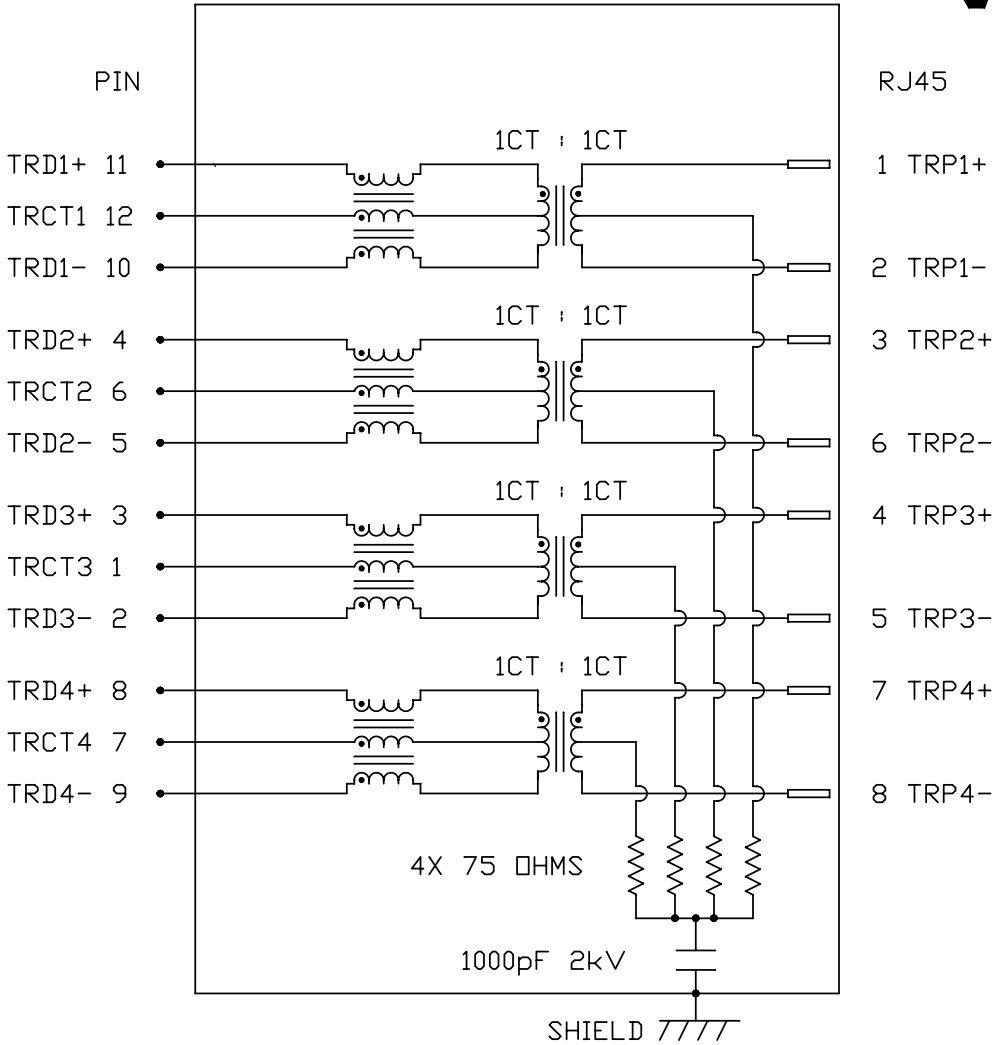 PIN RJ45
1CT : 1CT
TRD1+ 11 1 TRP1+
TRCT1 12
TRD1- 10 2 TRP1-
1CT : 1CT
TRD2+ 4 3 TRP2+
TRCT2 6
TRD2- 5 6 TRP2-
1CT : 1CT
TRD3+ 3 4 TRP3+
TRCT3 1
TRD3- 2 5 TRP3-
1CT : 1CT
TRD4+ 8 7 TRP4+
TRCT4 7
TRD4- 9 8 TRP4-
4X 75 OHMS
1000pF 2kV
SHIELD